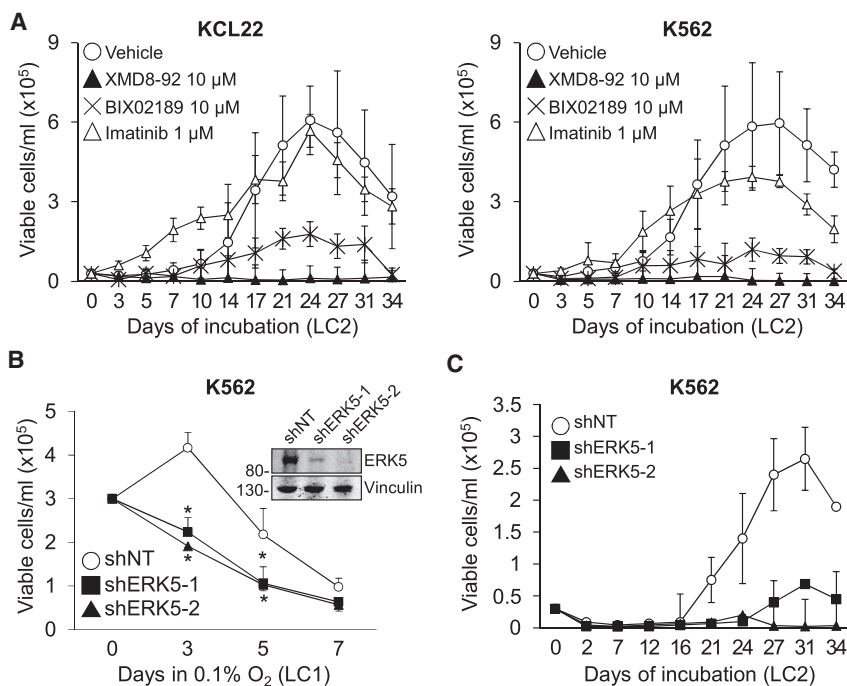 A
KCL22
Viable cells/ml (x10⁵)
9
6
3
0
Vehicle
XMD8-92 10 µM
BIX02189 10 µM
Imatinib 1 µM
0 3 5 7 10 14 17 21 24 27 31 34
Days of incubation (LC2)
K562
Viable cells/ml (x10⁵)
9
6
3
0
Vehicle
XMD8-92 10 µM
BIX02189 10 µM
Imatinib 1 µM
0 3 5 7 10 14 17 21 24 27 31 34
Days of incubation (LC2)
B
K562
Viable cells/ml (x10⁵)
5
4
3
2
1
0
shNT
shERK5-1
shERK5-2
80-
ERK5
130-
Vinculin
*
*
*
*
shNT
shERK5-1
shERK5-2
0 3 5 7
Days in 0.1% O₂ (LC1)
C
K562
Viable cells/ml (x10⁵)
3.5
3
2.5
2
1.5
1
0.5
0
shNT
shERK5-1
shERK5-2
0 2 7 12 16 21 24 27 31 34
Days of incubation (LC2)